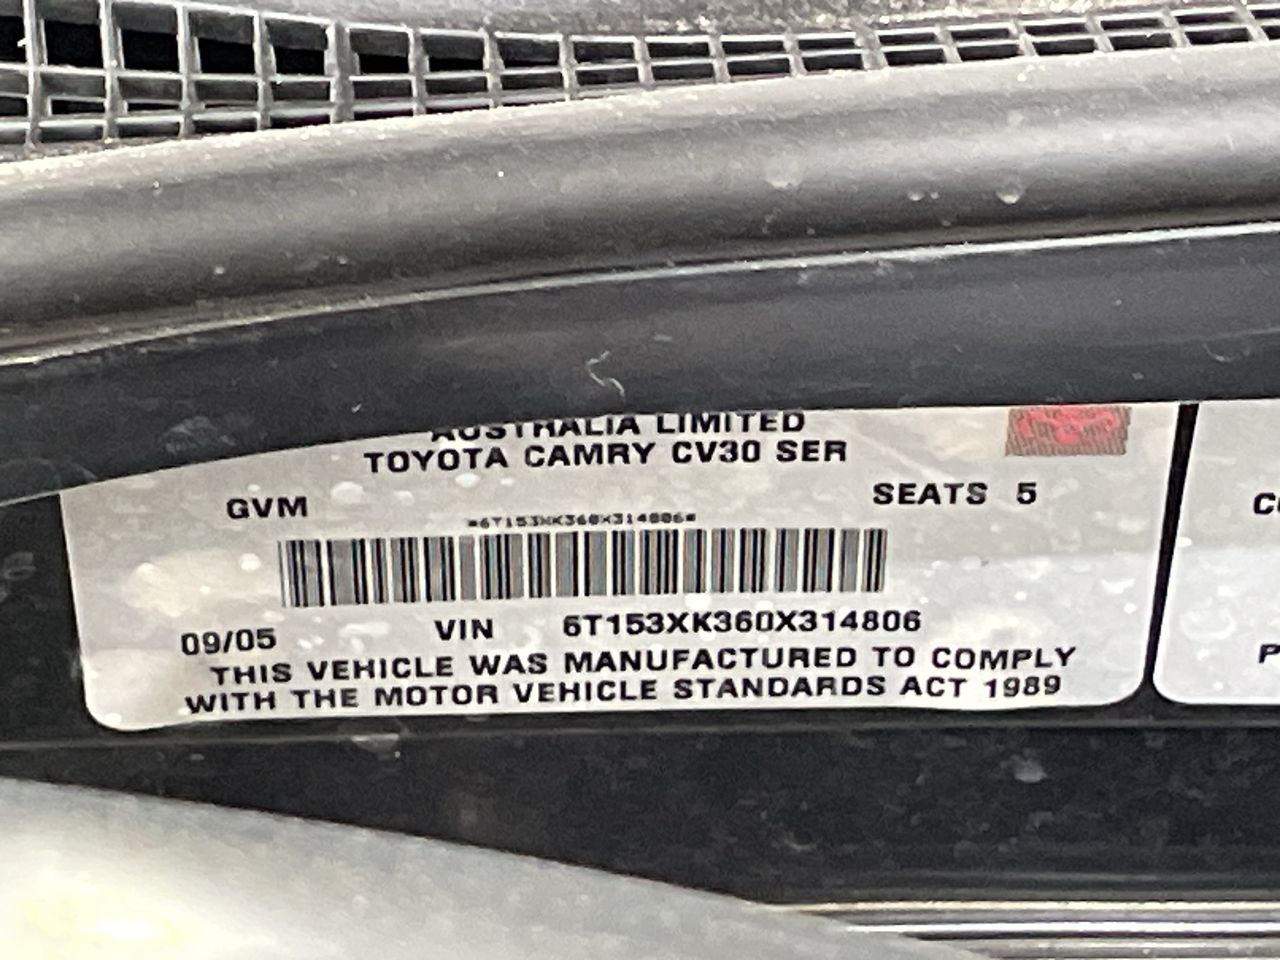 AUSTRALIA LIMITED
TOYOTA CAMRY CV30 SER
GVM SEATS 5
*6T153XK360X314806*
09/05 VIN 6T153XK360X314806
THIS VEHICLE WAS MANUFACTURED TO COMPLY
WITH THE MOTOR VEHICLE STANDARDS ACT 1989